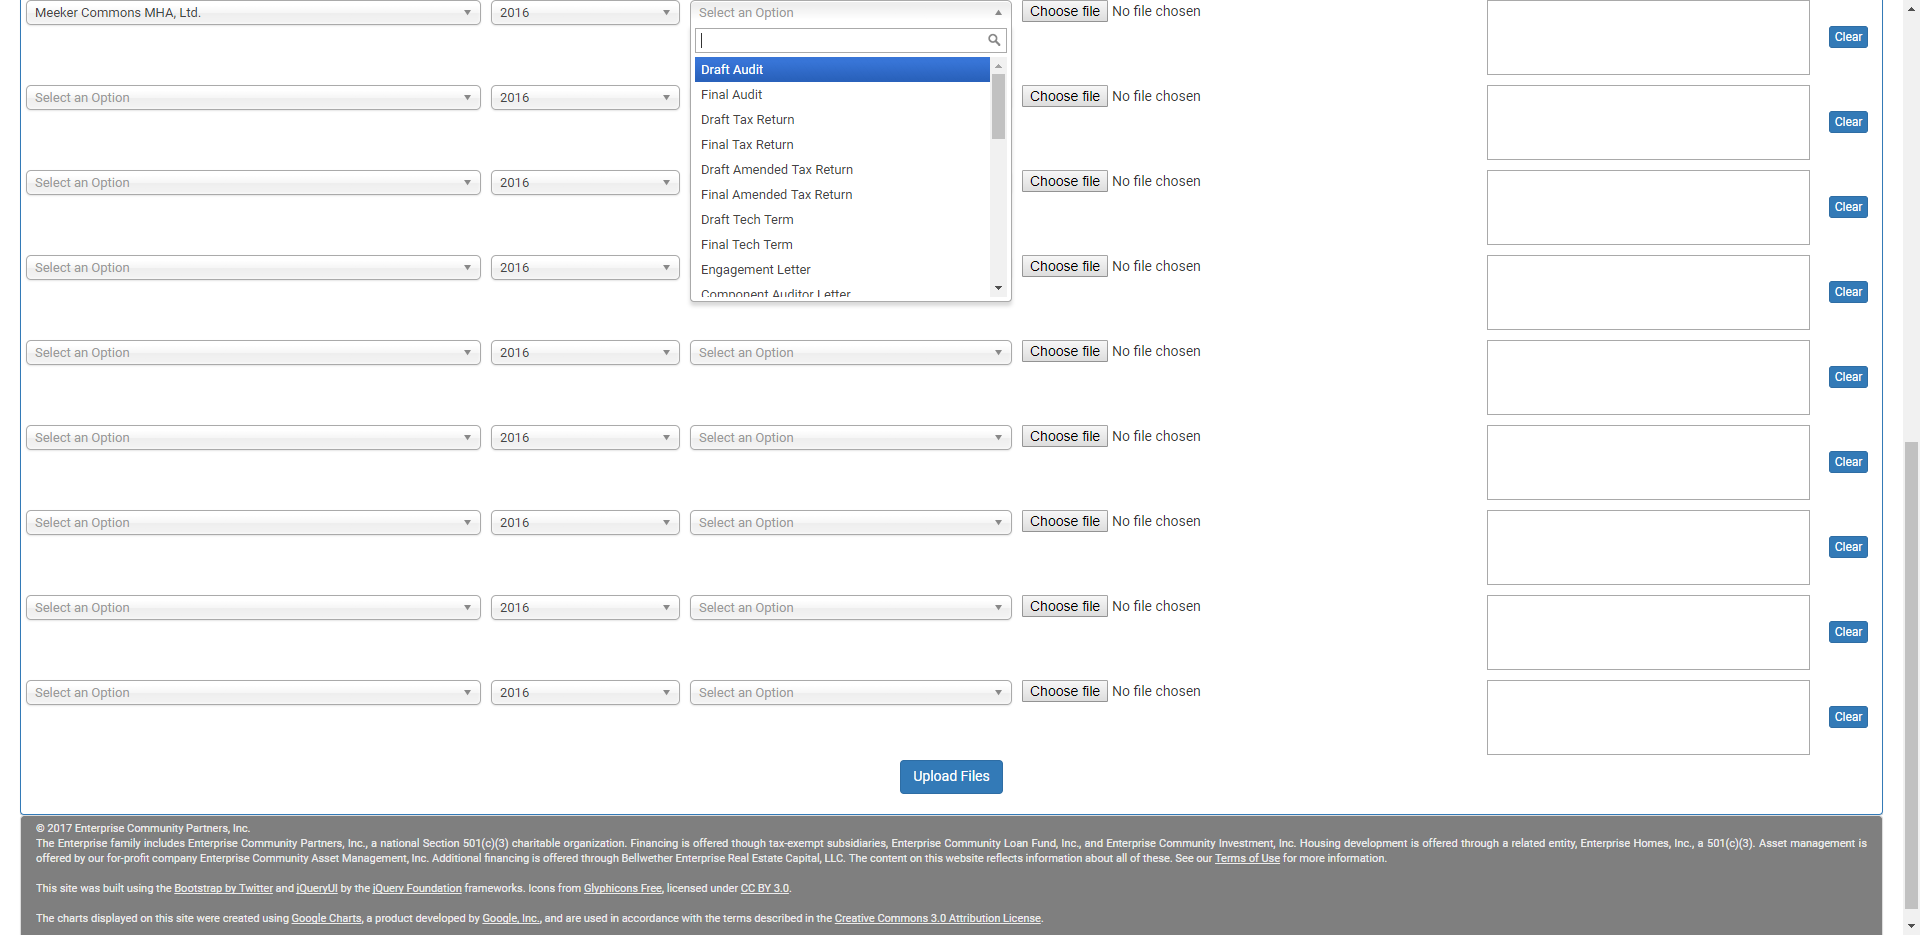 Meeker Commons MHA, Ltd. 2016 Select an Option Choose file No file chosen
Clear
Draft Audit
Final Audit
Select an Option 2016 Choose file No file chosen
Draft Tax Return
Clear
Final Tax Return
Draft Amended Tax Return
Select an Option 2016 Choose file No file chosen
Final Amended Tax Return
Clear
Draft Tech Term
Final Tech Term
Select an Option 2016 Choose file No file chosen
Engagement Letter
Component Auditor Letter
Clear
Select an Option 2016 Select an Option Choose file No file chosen
Clear
Select an Option 2016 Select an Option Choose file No file chosen
Clear
Select an Option 2016 Select an Option Choose file No file chosen
Clear
Select an Option 2016 Select an Option Choose file No file chosen
Clear
Select an Option 2016 Select an Option Choose file No file chosen
Clear
Upload Files
© 2017 Enterprise Community Partners, Inc.
The Enterprise family includes Enterprise Community Partners, Inc., a national Section 501(c)(3) charitable organization. Financing is offered though tax-exempt subsidiaries, Enterprise Community Loan Fund, Inc., and Enterprise Community Investment, Inc. Housing development is offered through a related entity, Enterprise Homes, Inc., a 501(c)(3). Asset management is
offered by our for-profit company Enterprise Community Asset Management, Inc. Additional financing is offered through Bellwether Enterprise Real Estate Capital, LLC. The content on this website reflects information about all of these. See our Terms of Use for more information.
This site was built using the Bootstrap by Twitter and jQueryUI by the jQuery Foundation frameworks. Icons from Glyphicons Free, licensed under CC BY 3.0.
The charts displayed on this site were created using Google Charts, a product developed by Google, Inc., and are used in accordance with the terms described in the Creative Commons 3.0 Attribution License.